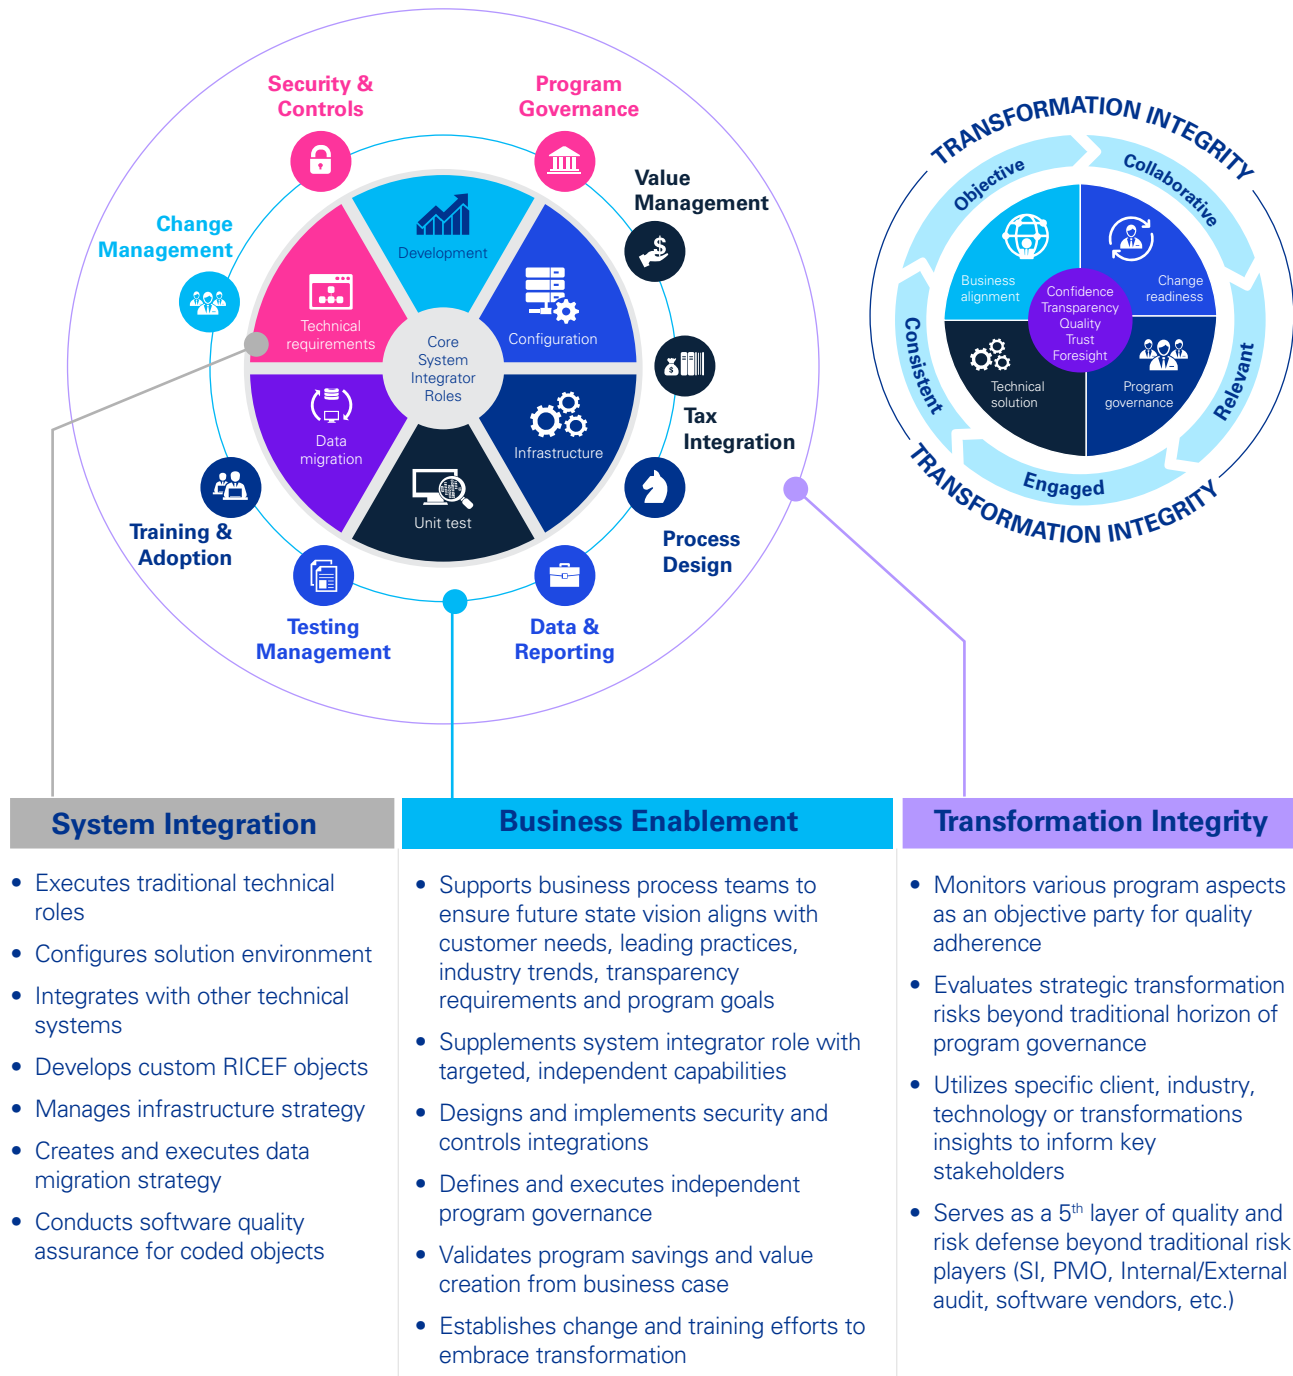 Security &
Controls
Program
Governance
Value
Management
Change
Management
Tax
Integration
Training &
Adoption
Process
Design
Testing
Management
Data &
Reporting
Development
Technical
requirements
Configuration
Core
System
Integrator
Roles
Data
migration
Infrastructure
Unit test
TRANSFORMATION INTEGRITY
Objective
Collaborative
Business
alignment
Change
readiness
Confidence
Transparency
Quality
Trust
Foresight
Consistent
Relevant
Technical
solution
Program
governance
Engaged
TRANSFORMATION INTEGRITY
System Integration
• Executes traditional technical
roles
• Configures solution environment
• Integrates with other technical
systems
• Develops custom RICEF objects
• Manages infrastructure strategy
• Creates and executes data
migration strategy
• Conducts software quality
assurance for coded objects
Business Enablement
• Supports business process teams to
ensure future state vision aligns with
customer needs, leading practices,
industry trends, transparency
requirements and program goals
• Supplements system integrator role with
targeted, independent capabilities
• Designs and implements security and
controls integrations
• Defines and executes independent
program governance
• Validates program savings and value
creation from business case
• Establishes change and training efforts to
embrace transformation
Transformation Integrity
• Monitors various program aspects
as an objective party for quality
adherence
• Evaluates strategic transformation
risks beyond traditional horizon of
program governance
• Utilizes specific client, industry,
technology or transformations
insights to inform key
stakeholders
• Serves as a 5th layer of quality and
risk defense beyond traditional risk
players (SI, PMO, Internal/External
audit, software vendors, etc.)